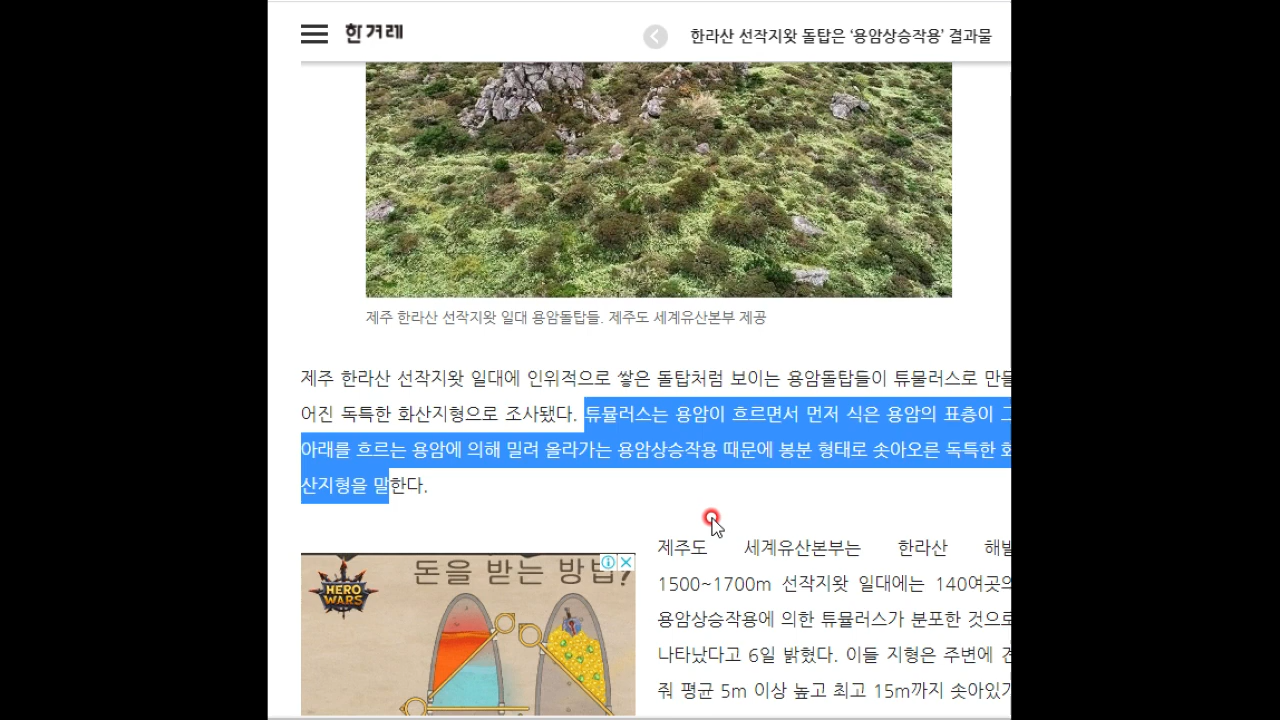 한겨레
한라산 선작지왓 돌탑은 ‘용암상승작용’ 결과물
제주 한라산 선작지왓 일대 용암돌탑들. 제주도 세계유산본부 제공
제주 한라산 선작지왓 일대에 인위적으로 쌓은 돌탑처럼 보이는 용암돌탑들이 튜물러스로 만들
어진 독특한 화산지형으로 조사됐다. 튜뮬러스는 용암이 흐르면서 먼저 식은 용암의 표층이 그
아래를 흐르는 용암에 의해 밀려 올라가는 용암상승작용 때문에 봉분 형태로 솟아오른 독특한 화
산지형을 말한다.
제주도 세계유산본부는 한라산 해발
1500~1700m 선작지왓 일대에는 140여곳의
용암상승작용에 의한 튜뮬러스가 분포한 것으로
나타났다고 6일 밝혔다. 이들 지형은 주변에 견
줘 평균 5m 이상 높고 최고 15m까지 솟아있거
돈을 받는 방법?
HERO
WARS